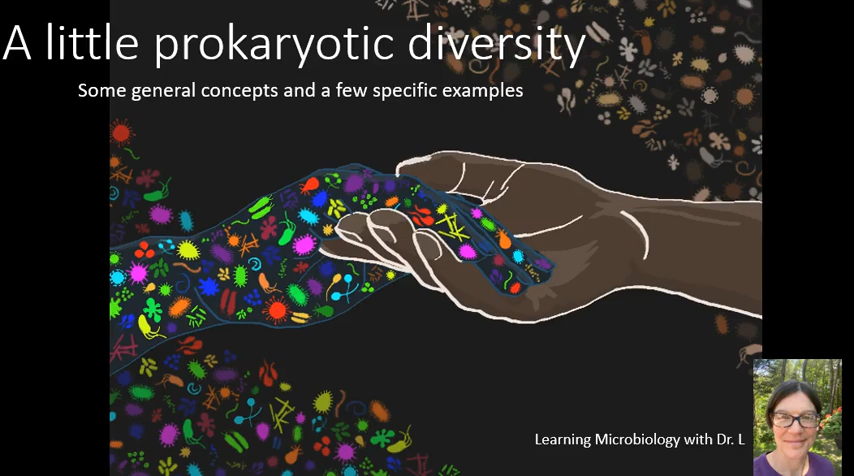 A little prokaryotic diversity
Some general concepts and a few specific examples
Learning Microbiology with Dr. L